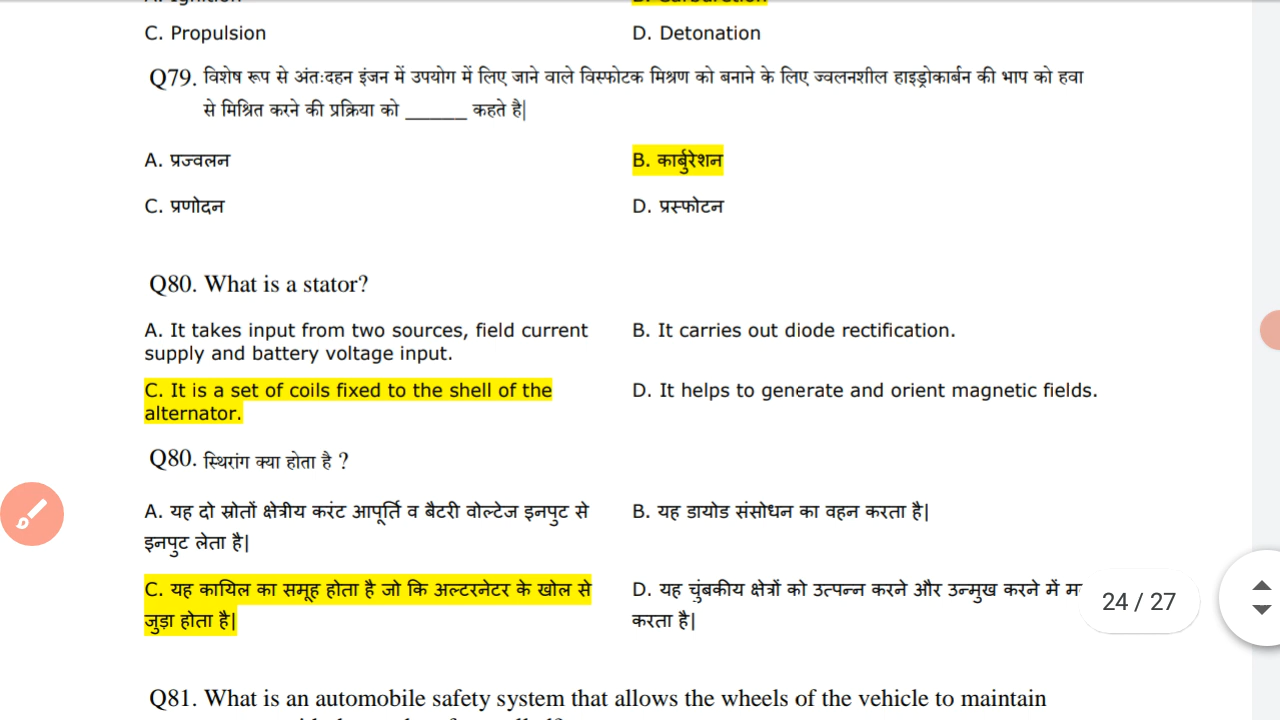 C. Propulsion
D. Detonation
Q79. विशेष रूप से अंतःदहन इंजन में उपयोग में लिए जाने वाले विस्फोटक मिश्रण को बनाने के लिए ज्वलनशील हाइड्रोकार्बन की भाप को हवा
से मिश्रित करने की प्रक्रिया को ______ कहते है|
A. प्रज्वलन
B. कार्बुरेशन
C. प्रणोदन
D. प्रस्फोटन
Q80. What is a stator?
A. It takes input from two sources, field current
supply and battery voltage input.
B. It carries out diode rectification.
C. It is a set of coils fixed to the shell of the
alternator.
D. It helps to generate and orient magnetic fields.
Q80. स्थिरांग क्या होता है ?
A. यह दो स्रोतों क्षेत्रीय करंट आपूर्ति व बैटरी वोल्टेज इनपुट से
इनपुट लेता है|
B. यह डायोड संसोधन का वहन करता है|
C. यह कायिल का समूह होता है जो कि अल्टरनेटर के खोल से
जुड़ा होता है|
D. यह चुंबकीय क्षेत्रों को उत्पन्न करने और उन्मुख करने में
करता है|
24 / 27
Q81. What is an automobile safety system that allows the wheels of the vehicle to maintain